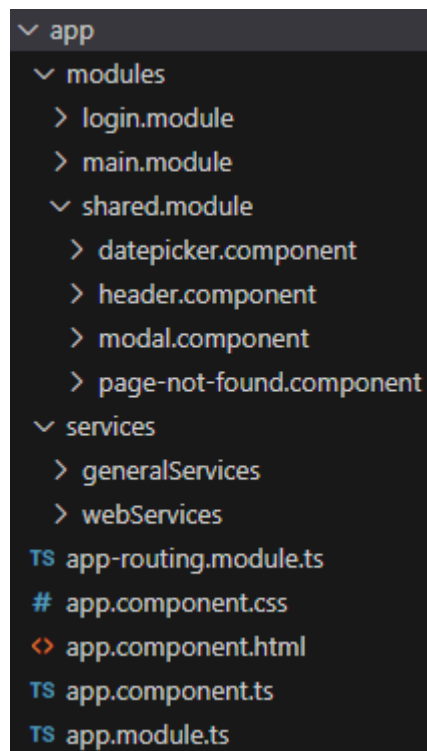 app
modules
login.module
main.module
shared.module
datepicker.component
header.component
modal.component
page-not-found.component
services
generalServices
webServices
TS app-routing.module.ts
# app.component.css
<> app.component.html
TS app.component.ts
TS app.module.ts